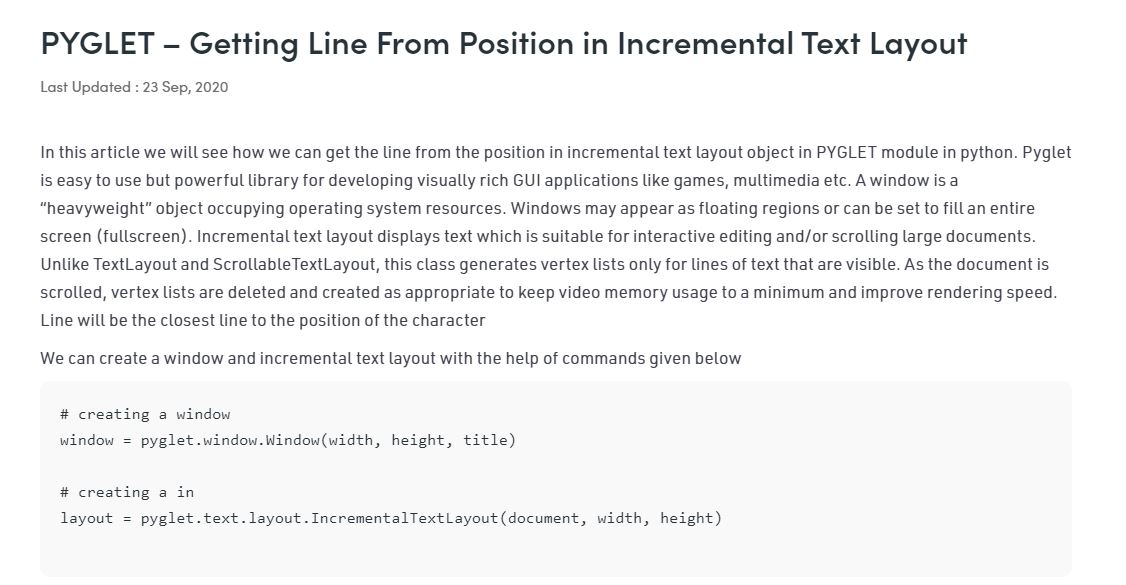 PYGLET – Getting Line From Position in Incremental Text Layout
Last Updated : 23 Sep, 2020
In this article we will see how we can get the line from the position in incremental text layout object in PYGLET module in python. Pyglet
is easy to use but powerful library for developing visually rich GUI applications like games, multimedia etc. A window is a
“heavyweight” object occupying operating system resources. Windows may appear as floating regions or can be set to fill an entire
screen (fullscreen). Incremental text layout displays text which is suitable for interactive editing and/or scrolling large documents.
Unlike TextLayout and ScrollableTextLayout, this class generates vertex lists only for lines of text that are visible. As the document is
scrolled, vertex lists are deleted and created as appropriate to keep video memory usage to a minimum and improve rendering speed.
Line will be the closest line to the position of the character
We can create a window and incremental text layout with the help of commands given below
# creating a window
window = pyglet.window.Window(width, height, title)
# creating a in
layout = pyglet.text.layout.IncrementalTextLayout(document, width, height)